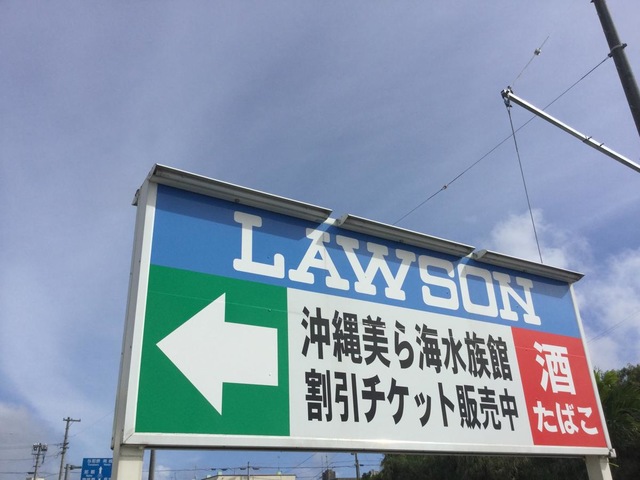 LAWSON
沖縄美ら海水族館
割引チケット販売中
酒
たばこ